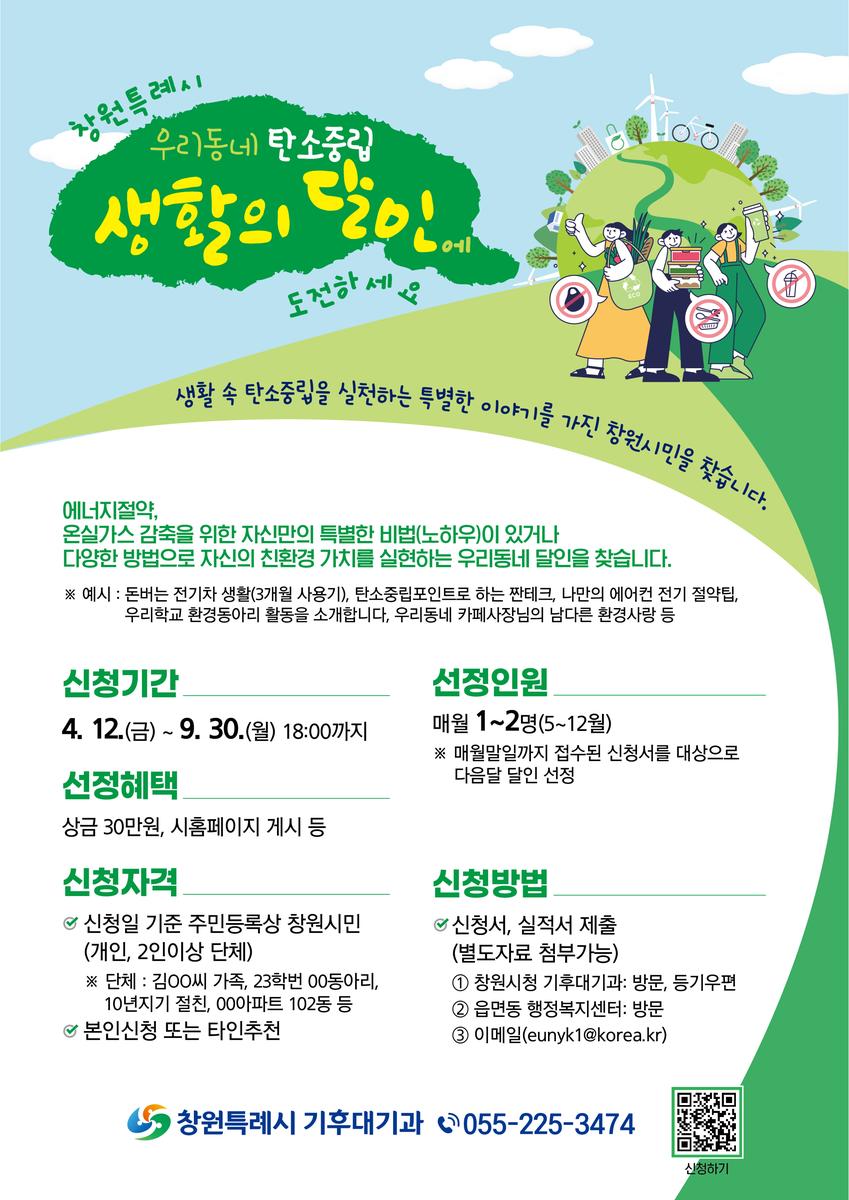 창원특례시
우리동네 탄소중립
생활의 달인에
도전하세요
ECO
생활 속 탄소중립을 실천하는 특별한 이야기를 가진 창원시민을 찾습니다.
에너지절약,
온실가스 감축을 위한 자신만의 특별한 비법(노하우)이 있거나
다양한 방법으로 자신의 친환경 가치를 실현하는 우리동네 달인을 찾습니다.
※ 예시 : 돈버는 전기차 생활(3개월 사용기), 탄소중립포인트로 하는 짠테크, 나만의 에어컨 전기 절약팁,
우리학교 환경동아리 활동을 소개합니다, 우리동네 카페사장님의 남다른 환경사랑 등
신청기간
4. 12.(금) ~ 9. 30.(월) 18:00까지
선정혜택
상금 30만원, 시홈페이지 게시 등
선정인원
매월 1~2명(5~12월)
※ 매월말일까지 접수된 신청서를 대상으로
다음달 달인 선정
신청자격
신청일 기준 주민등록상 창원시민
(개인, 2인이상 단체)
※ 단체 : 김OO씨 가족, 23학번 00동아리,
10년지기 절친, 00아파트 102동 등
본인신청 또는 타인추천
신청방법
신청서, 실적서 제출
(별도자료 첨부가능)
① 창원시청 기후대기과: 방문, 등기우편
② 읍면동 행정복지센터: 방문
③ 이메일(eunyk1@korea.kr)
창원특례시 기후대기과 055-225-3474
신청하기